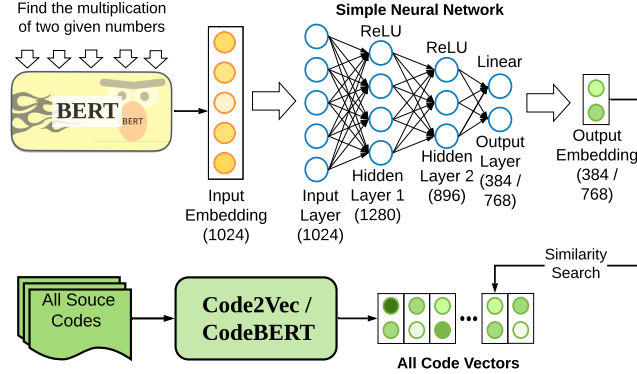 Find the multiplication
of two given numbers
BERT
BERT
Input
Embedding
(1024)
Simple Neural Network
ReLU
ReLU
Linear
Input
Layer
(1024)
Hidden
Layer 1
(1280)
Hidden
Layer 2
(896)
Output
Layer
(384 /
768)
Output
Embedding
(384 /
768)
All Souce
Codes
Code2Vec /
CodeBERT
Similarity
Search
All Code Vectors